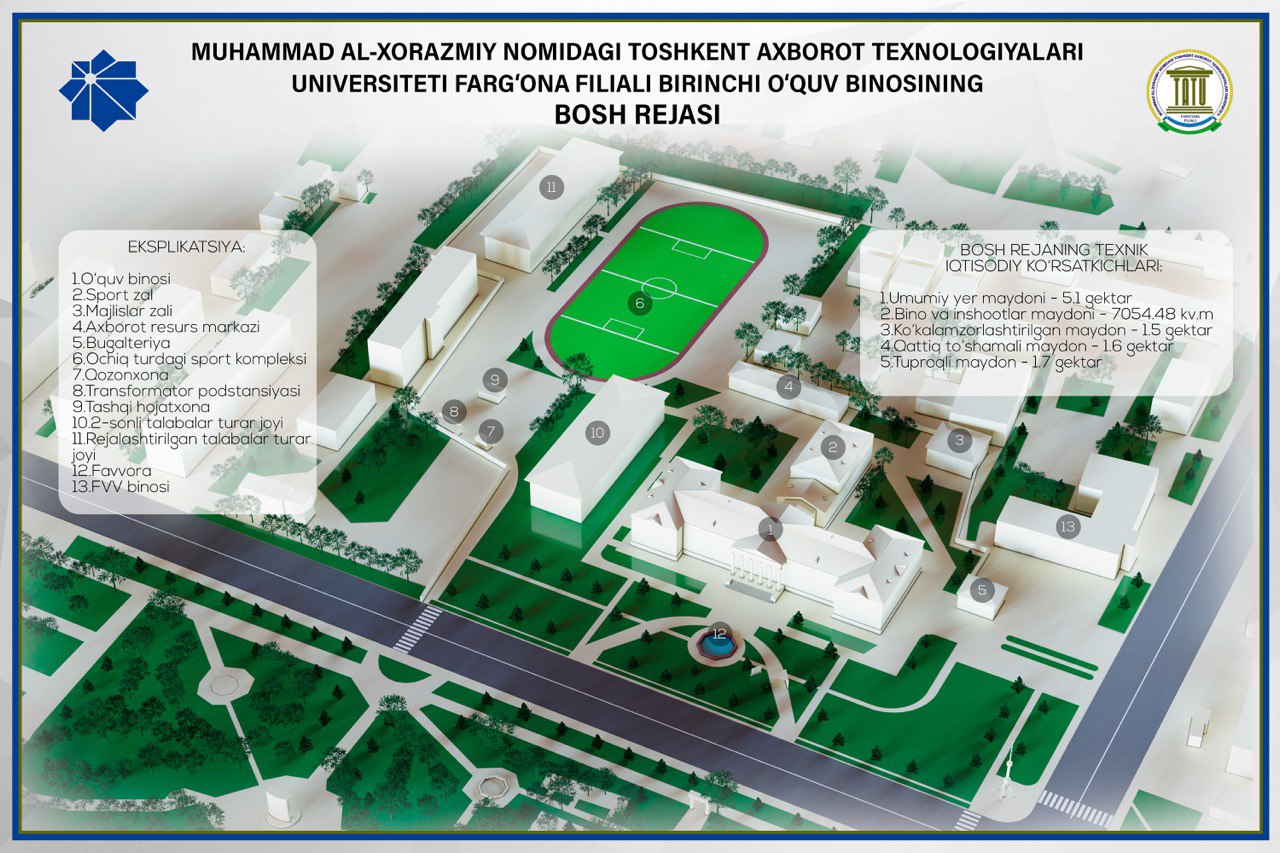 MUHAMMAD AL-XORAZMIY NOMIDAGI TOSHKENT AXBOROT TEXNOLOGIYALARI
UNIVERSITETI FARG‘ONA FILIALI BIRINCHI O‘QUV BINOSINING
BOSH REJASI
TATU
FARG'ONA
FILIALI
EKSPLIKATSIYA:
1.O‘quv binosi
2.Sport zal
3.Majlislar zali
4.Axborot resurs markazi
5.Bugalteriya
6.Ochiq turdagi sport kompleksi
7.Qozonxona
8.Transformator podstansiyasi
9.Tashqi hojatxona
10.2-sonli talabalar turar joyi
11.Rejalashtirilgan talabalar turar
joyi
12.Favvora
13.FVV binosi
BOSH REJANING TEXNIK
IQTISODIY KO‘RSATKICHLARI:
1.Umumiy yer maydoni - 5.1 gektar
2.Bino va inshootlar maydoni - 7054.48 kv.m
3.Ko‘kalamzorlashtirilgan maydon - 1.5 gektar
4.Qattiq to‘shamali maydon - 1.6 gektar
5.Tuproqli maydon - 1.7 gektar
11
6
9
4
8
7
10
2
3
1
13
5
12